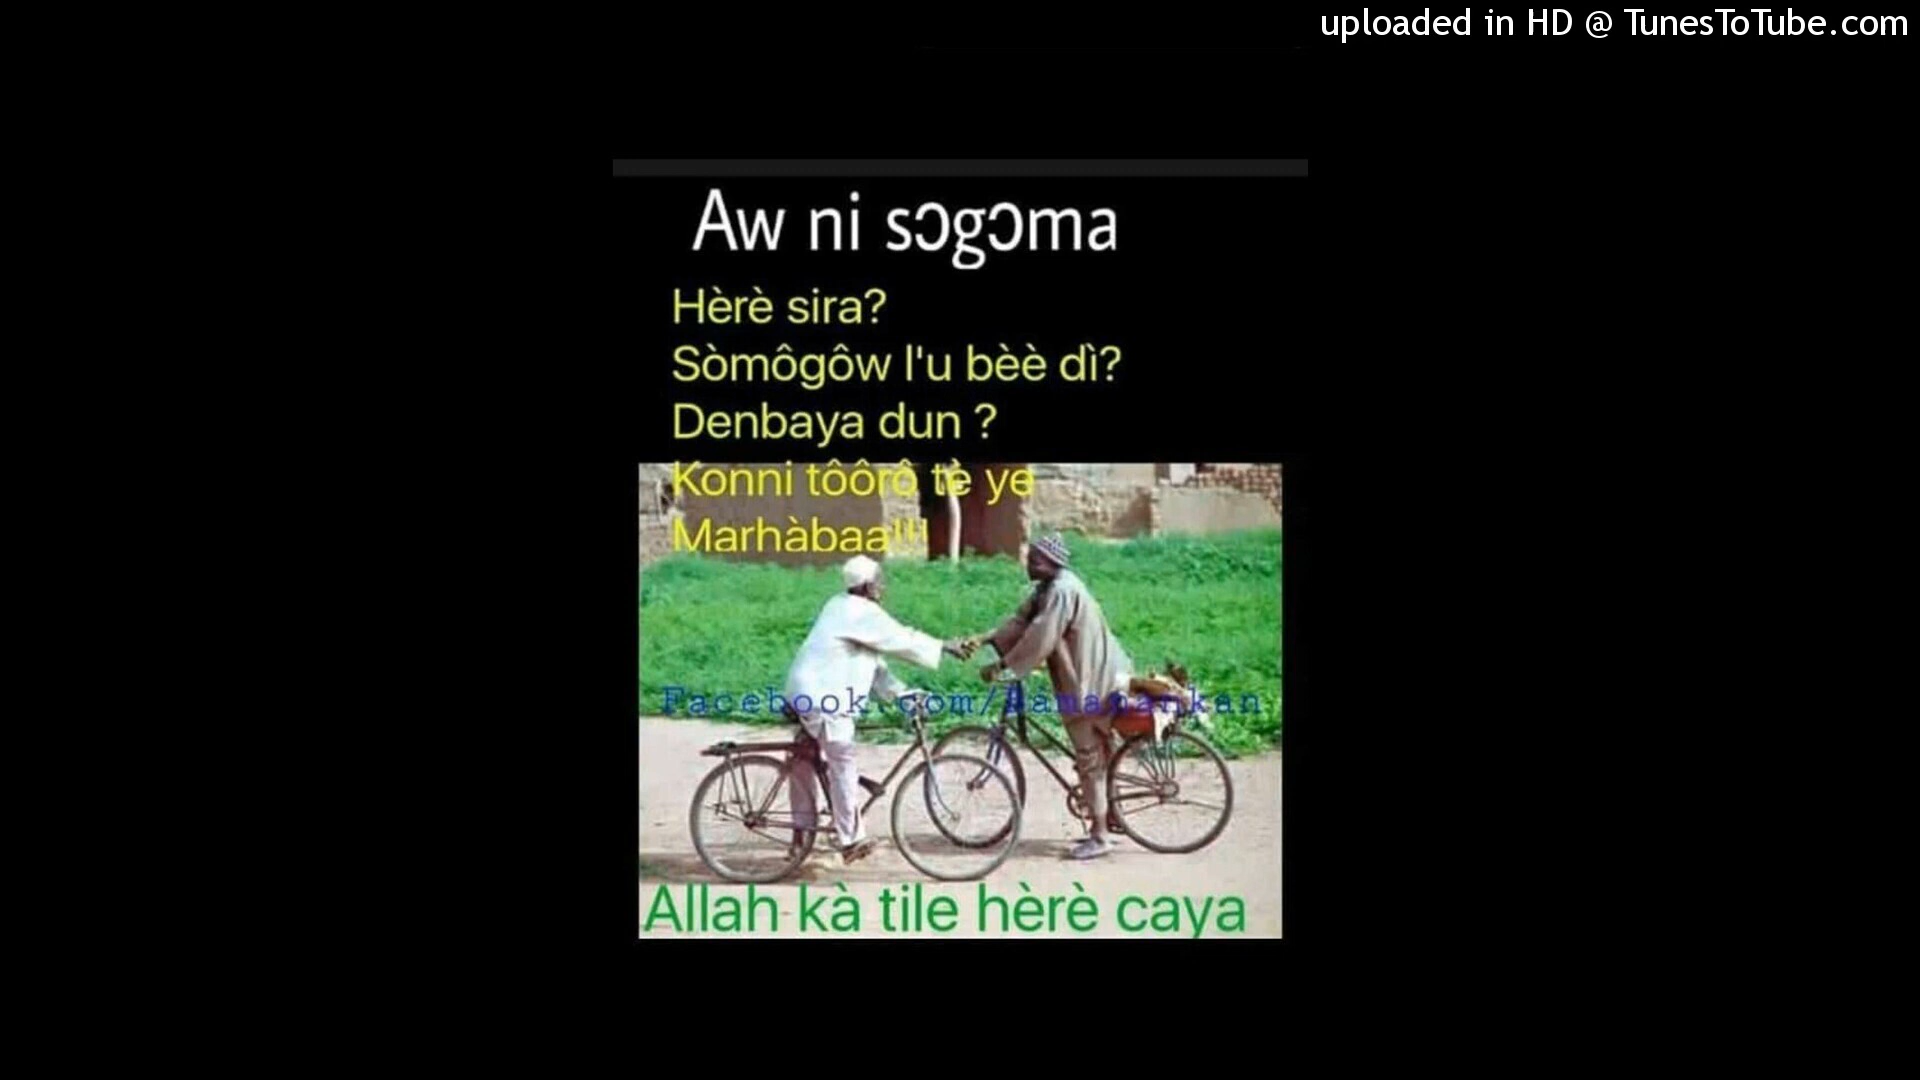 uploaded in HD @ TunesToTube.com
Aw ni sɔgɔma
Hèrè sira?
Sòmôgôw l'u bèè dì?
Denbaya dun ?
Konni tôôrô tè ye
Marhàbaa!!!
Facebook.com/Bamanankan
Allah kà tile hèrè caya